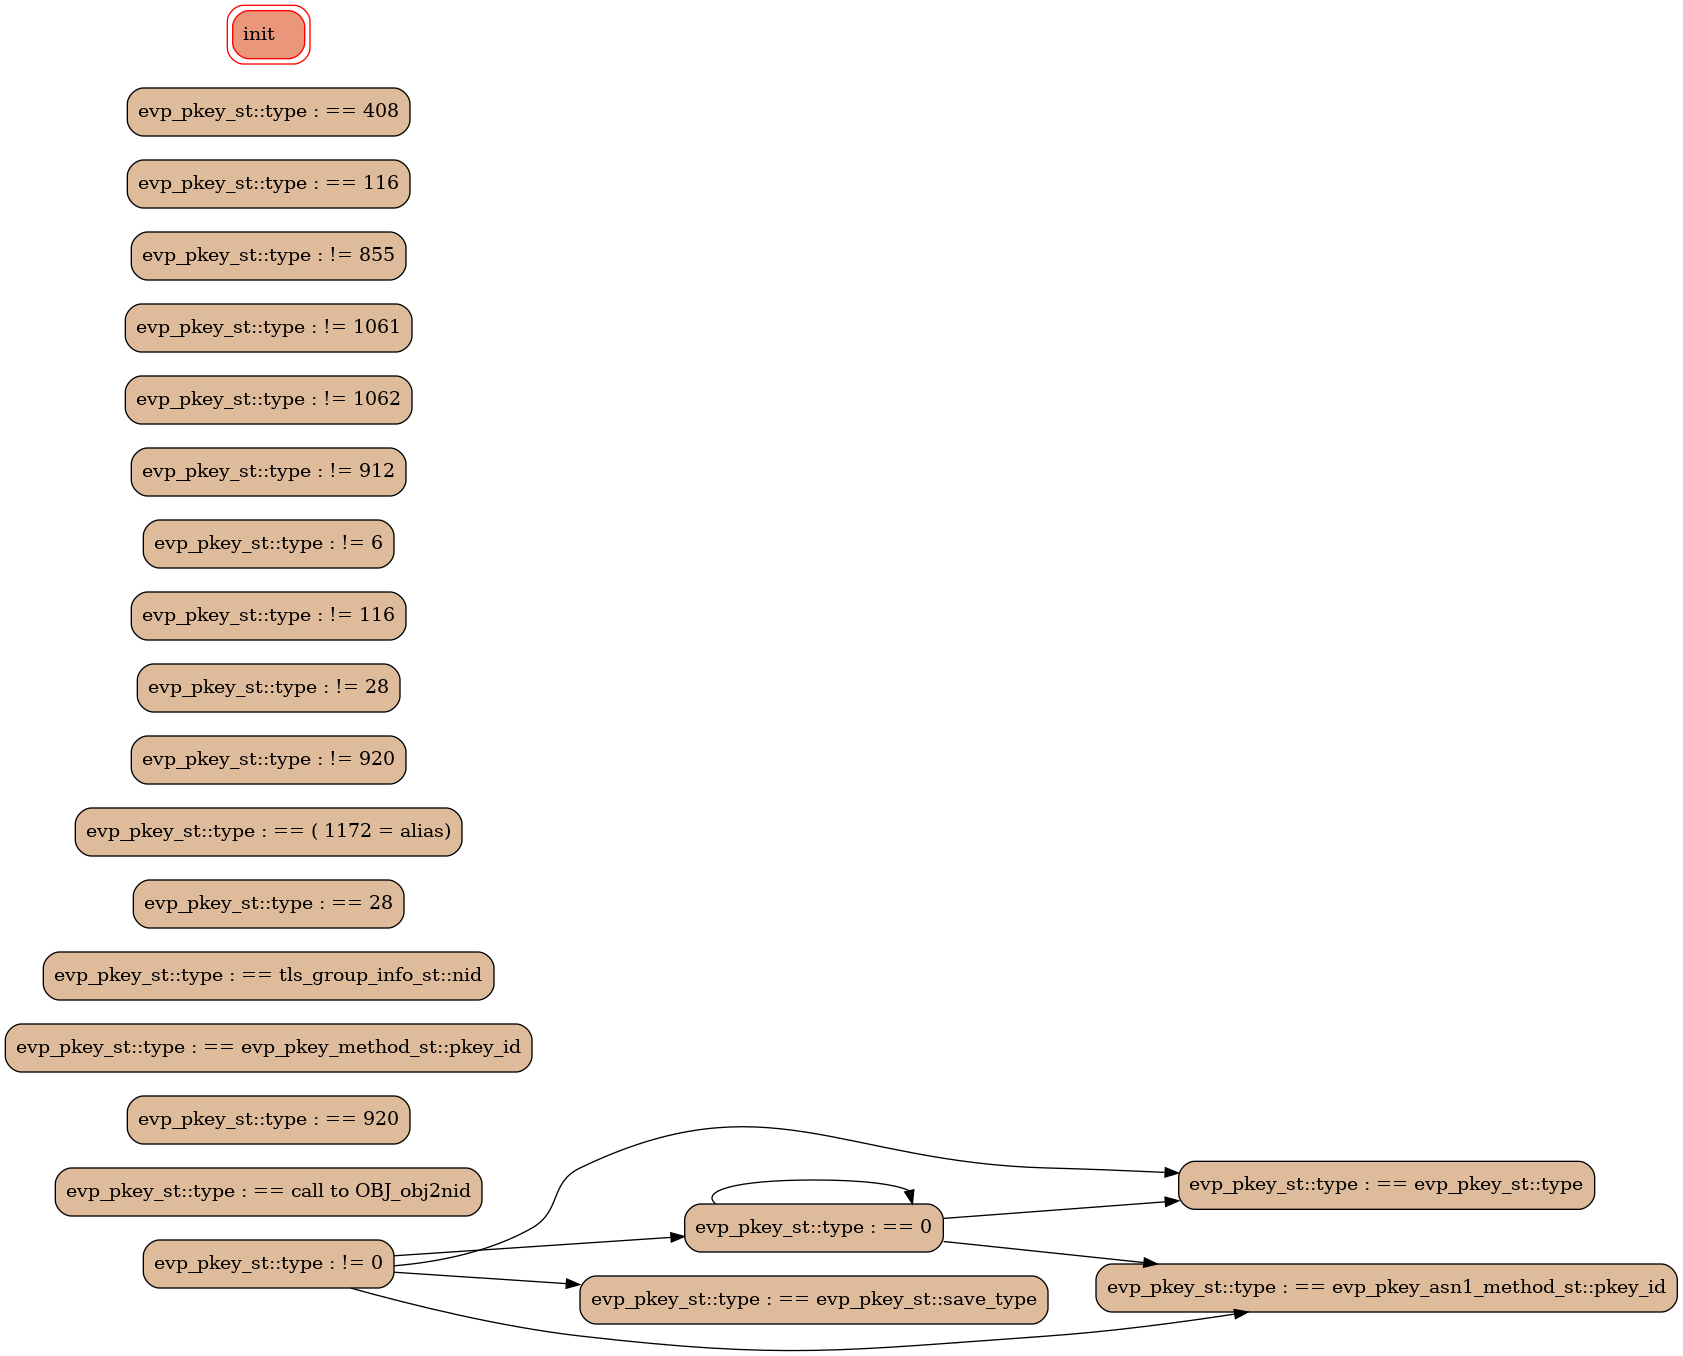 init
evp_pkey_st::type : == 408
evp_pkey_st::type : == 116
evp_pkey_st::type : != 855
evp_pkey_st::type : != 1061
evp_pkey_st::type : != 1062
evp_pkey_st::type : != 912
evp_pkey_st::type : != 6
evp_pkey_st::type : != 116
evp_pkey_st::type : != 28
evp_pkey_st::type : != 920
evp_pkey_st::type : == ( 1172 = alias)
evp_pkey_st::type : == 28
evp_pkey_st::type : == tls_group_info_st::nid
evp_pkey_st::type : == evp_pkey_method_st::pkey_id
evp_pkey_st::type : == 920
evp_pkey_st::type : == call to OBJ_obj2nid
evp_pkey_st::type : != 0
evp_pkey_st::type : == 0
evp_pkey_st::type : == evp_pkey_st::save_type
evp_pkey_st::type : == evp_pkey_st::type
evp_pkey_st::type : == evp_pkey_asn1_method_st::pkey_id